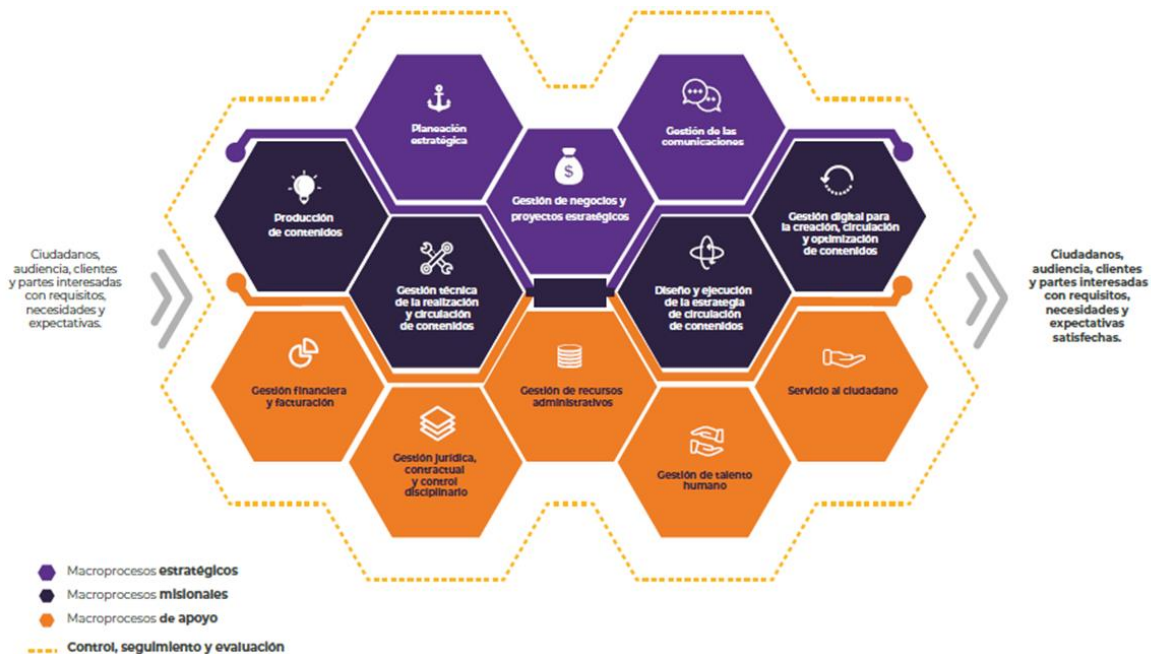 Planeación
estratégica
Gestión de las
comunicaciones
$
Gestión de negocios y
proyectos estratégicos
Producción
de contenidos
Gestión digital para
la creación, circulación
y optimización
de contenidos
Gestión técnica
de la realización
y circulación
de contenidos
Diseño y ejecución
de la estrategia
de circulación
de contenidos
Ciudadanos,
audiencia, clientes
y partes interesadas
con requisitos,
necesidades y
expectativas.
Ciudadanos,
audiencia, clientes
y partes interesadas
con requisitos,
necesidades y
expectativas
satisfechas.
Gestión financiera
y facturación
Gestión de recursos
administrativos
Servicio al ciudadano
Gestión jurídica,
contractual
y control
disciplinario
Gestión de talento
humano
Macroprocesos estratégicos
Macroprocesos misionales
Macroprocesos de apoyo
Control, seguimiento y evaluación